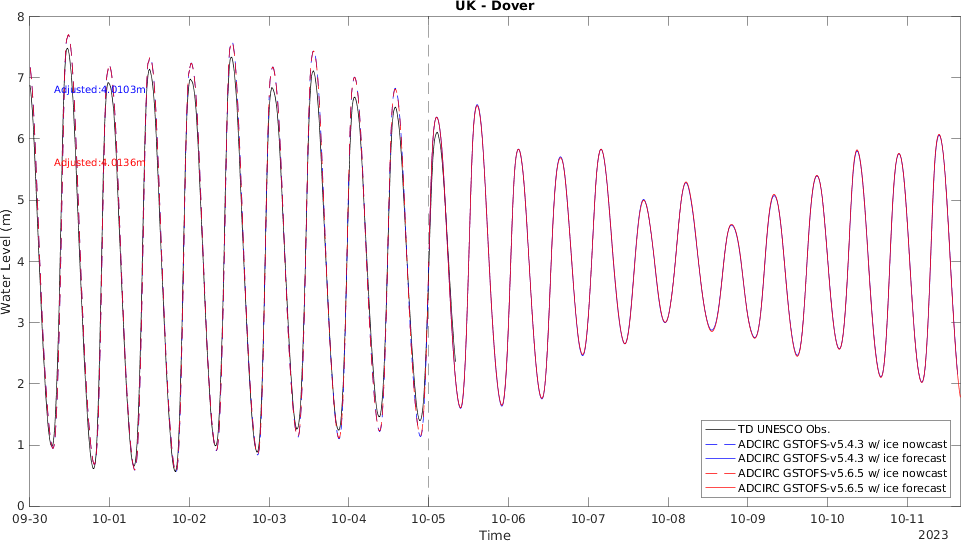 UK - Dover
8
7
6
5
4
3
2
1
0
Water Level (m)
Adjusted:4.0103m
Adjusted:4.0136m
TD UNESCO Obs.
ADCIRC GSTOFS-v5.4.3 w/ ice nowcast
ADCIRC GSTOFS-v5.4.3 w/ ice forecast
ADCIRC GSTOFS-v5.6.5 w/ ice nowcast
ADCIRC GSTOFS-v5.6.5 w/ ice forecast
09-30 10-01 10-02 10-03 10-04 10-05 10-06 10-07 10-08 10-09 10-10 10-11
Time
2023